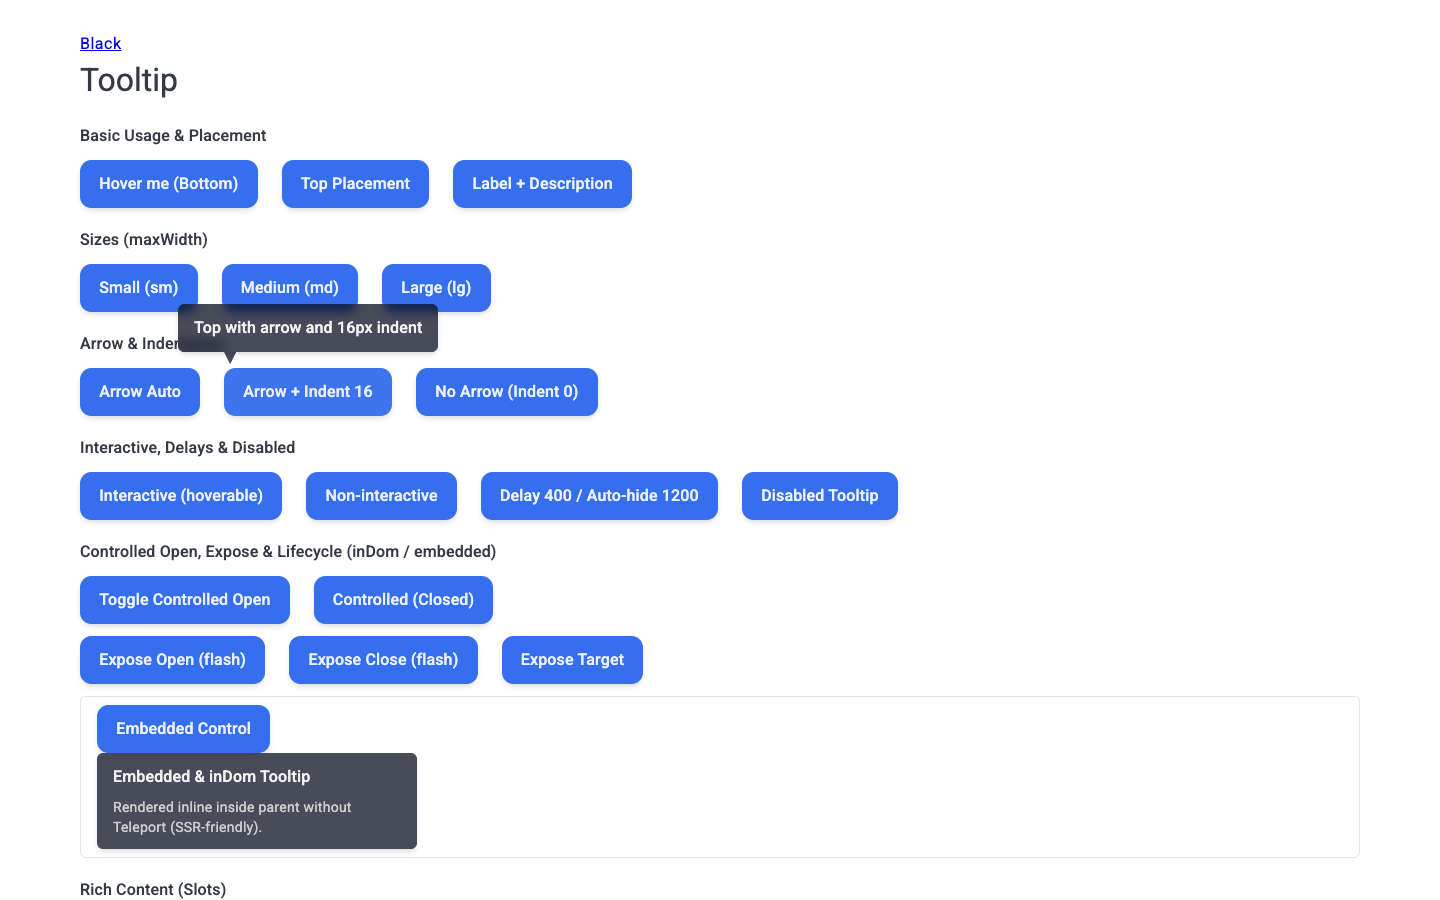 Black
Tooltip
Basic Usage & Placement
Hover me (Bottom) Top Placement Label + Description
Sizes (maxWidth)
Small (sm) Medium (md) Large (lg)
Top with arrow and 16px indent
Arrow &
Arrow Auto Arrow + Indent 16 No Arrow (Indent 0)
Interactive, Delays & Disabled
Interactive (hoverable) Non-interactive Delay 400 / Auto-hide 1200 Disabled Tooltip
Controlled Open, Expose & Lifecycle (inDom / embedded)
Toggle Controlled Open Controlled (Closed)
Expose Open (flash) Expose Close (flash) Expose Target
Embedded Control
Embedded & inDom Tooltip
Rendered inline inside parent without
Teleport (SSR-friendly).
Rich Content (Slots)